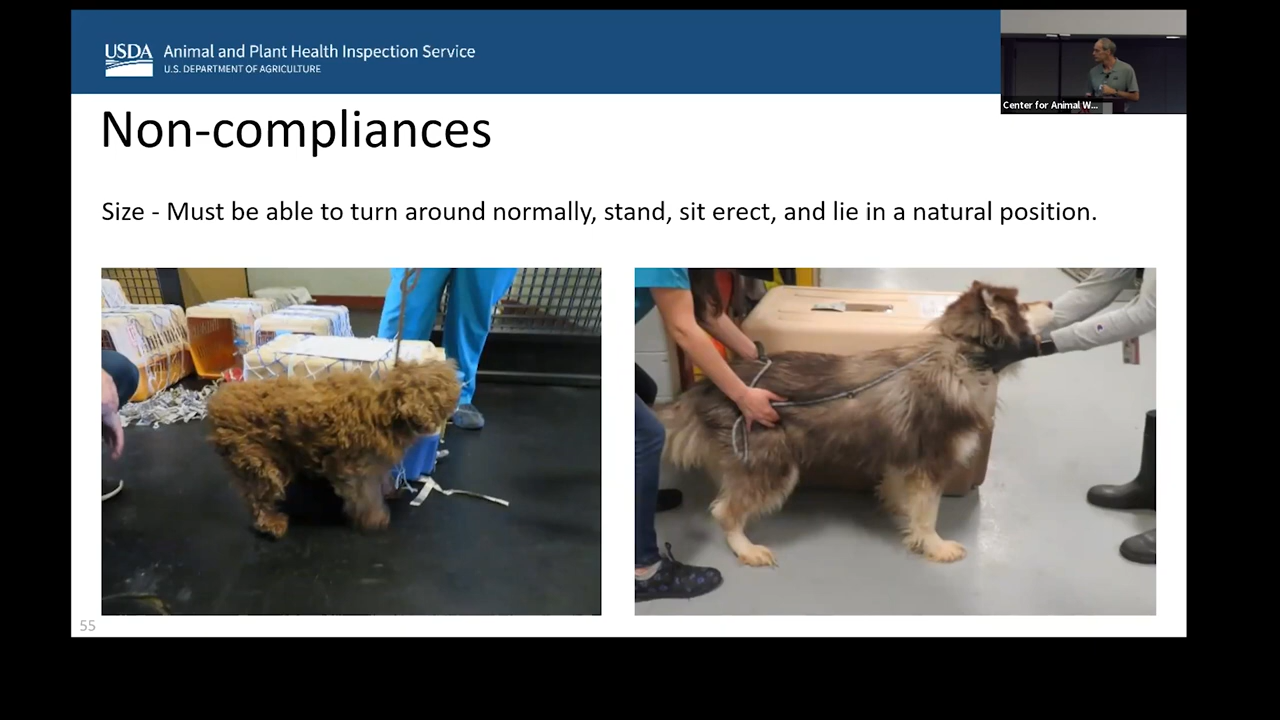 USDA
Animal and Plant Health Inspection Service
U.S. DEPARTMENT OF AGRICULTURE
Center for Animal W...
Non-compliances
Size - Must be able to turn around normally, stand, sit erect, and lie in a natural position.
55